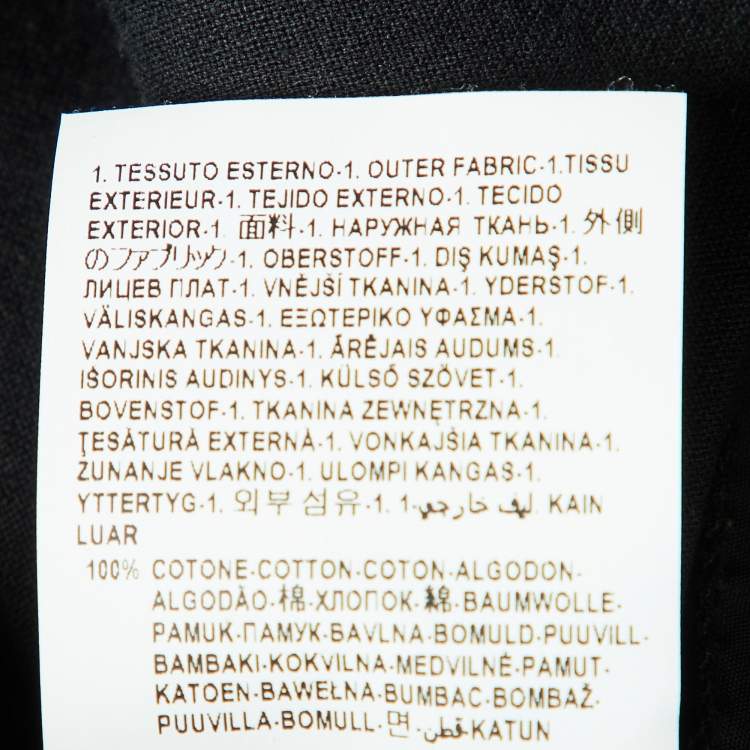 1. TESSUTO ESTERNO-1. OUTER FABRIC-1.TISSU
EXTERIEUR-1. TEJIDO EXTERNO-1. TECIDO
EXTERIOR-1. 面料-1. НАРУЖНАЯ ТКАНЬ-1. 外側
のファブリック-1. OBERSTOFF-1. DIŞ KUMAŞ-1.
ЛИЦЕВ ПЛАТ-1. VNĚJŠÍ TKANINA-1. YDERSTOF-1.
VÄLISKANGAS-1. ΕΞΩΤΕΡΙΚΟ ΥΦΑΣΜΑ-1.
VANJSKA TKANINA-1. ĀRĒJAIS AUDUMS-1.
IŠORINIS AUDINYS-1. KÜLSŐ SZÖVET-1.
BOVENSTOF-1. TKANINA ZEWNĘTRZNA-1.
ŢESĂTURĂ EXTERNĂ-1. VONKAJŠIA TKANINA-1.
ZUNANJE VLAKNO-1. ULOMPI KANGAS-1.
YTTERTYG-1. 외부 섬유-1. 1-ليف خارجي. KAIN
LUAR
100% COTONE-COTTON-COTON-ALGODON-
ALGODÃO-棉-ХЛОПОК-綿-BAUMWOLLE-
PAMUK-ПАМУК-BAVLNA-BOMULD-PUUVILL-
BAMBAKI-KOKVILNA-MEDVILNĖ-PAMUT-
KATOEN-BAWEŁNA-BUMBAC-BOMBAŽ-
PUUVILLA-BOMULL-면-قطن-KATUN